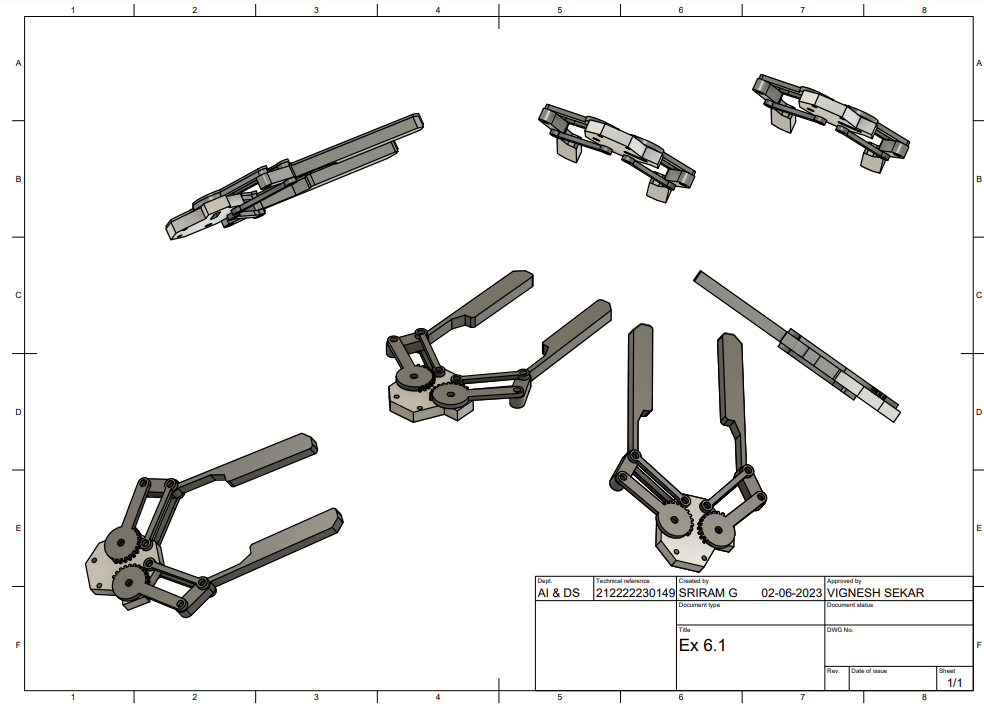 1 2 3 4 5 6 7 8
A A
B B
C C
D D
E E
F F
Dept. Technical reference Created by Approved by
AI & DS 212222230149 SRIRAM G 02-06-2023 VIGNESH SEKAR
Document type Document status
Title DWG No.
Ex 6.1
Rev. Date of issue Sheet
1/1
1 2 3 4 5 6 7 8